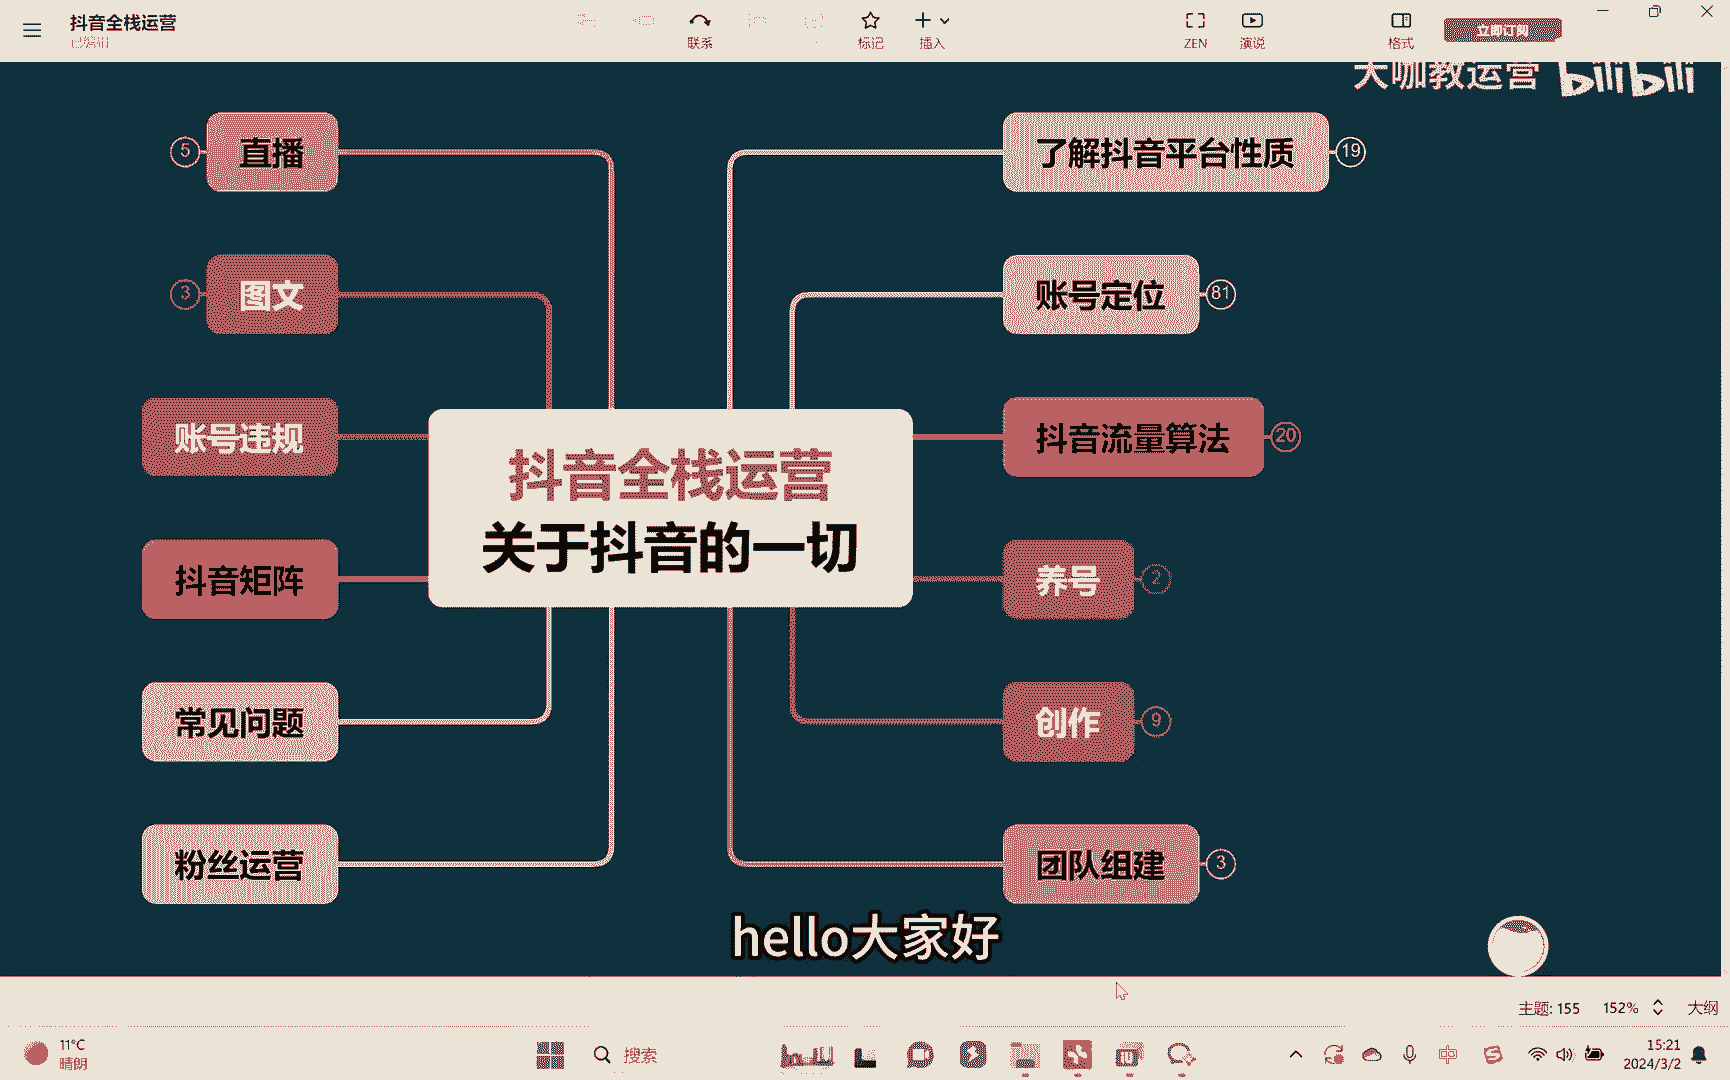 抖音全栈运营
已编辑
联系
标记
插入
ZEN
演说
格式
立即订阅
大咖教运营 bilibili
5 直播
了解抖音平台性质 19
3 图文
账号定位 81
账号违规
抖音流量算法 20
抖音全栈运营
关于抖音的一切
抖音矩阵
养号 2
常见问题
创作 9
粉丝运营
团队组建 3
hello大家好
主题: 155
152%
大纲
11°C
晴朗
搜索
中
15:21
2024/3/2